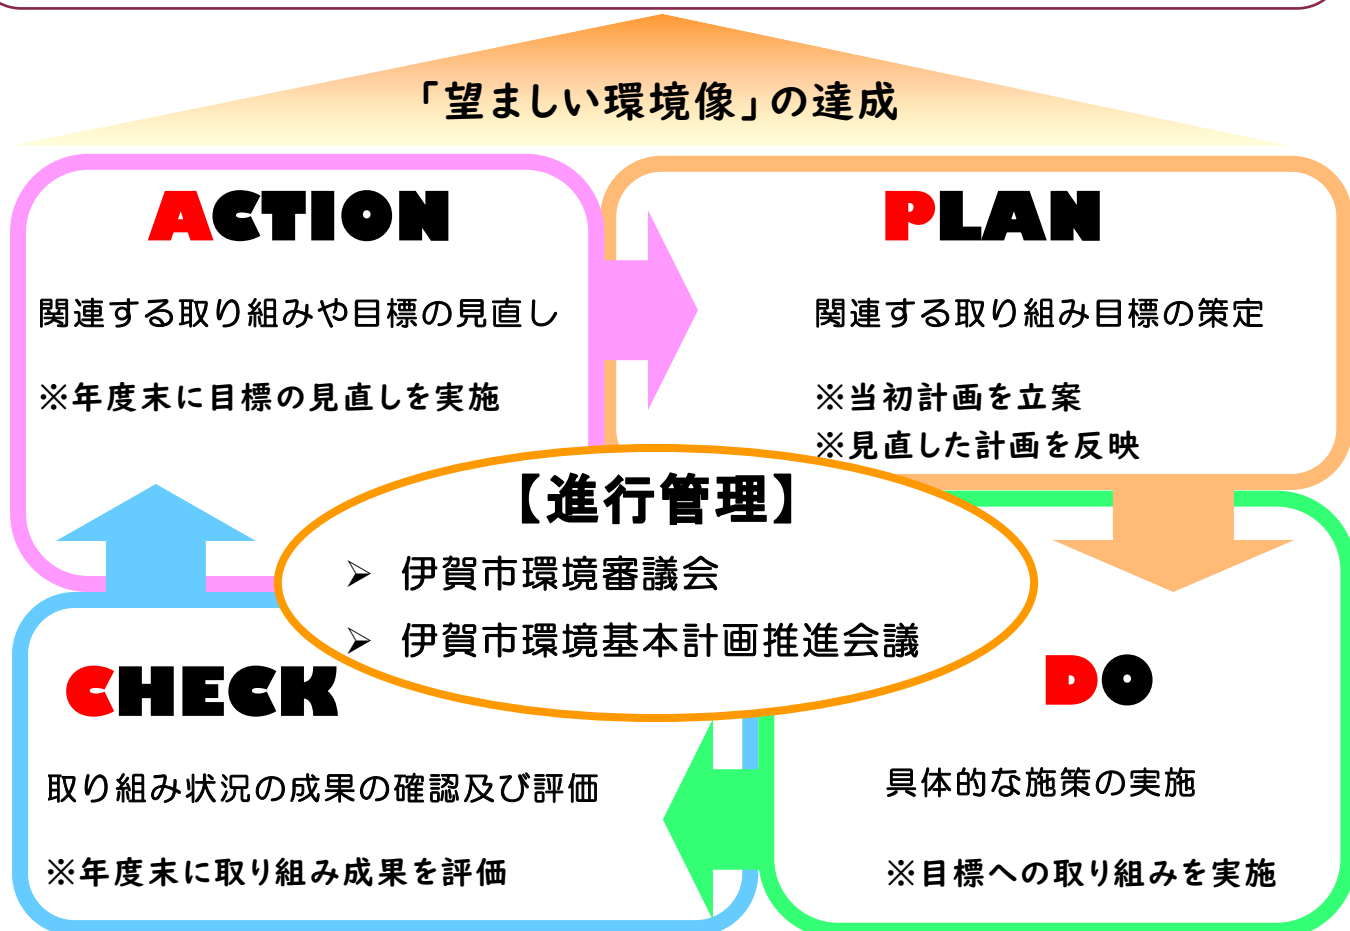 「望ましい環境像」の達成
ACTION
関連する取り組みや目標の見直し
※年度末に目標の見直しを実施
PLAN
関連する取り組み目標の策定
※当初計画を立案
※見直した計画を反映
【進行管理】
➢ 伊賀市環境審議会
➢ 伊賀市環境基本計画推進会議
CHECK
取り組み状況の成果の確認及び評価
※年度末に取り組み成果を評価
DO
具体的な施策の実施
※目標への取り組みを実施